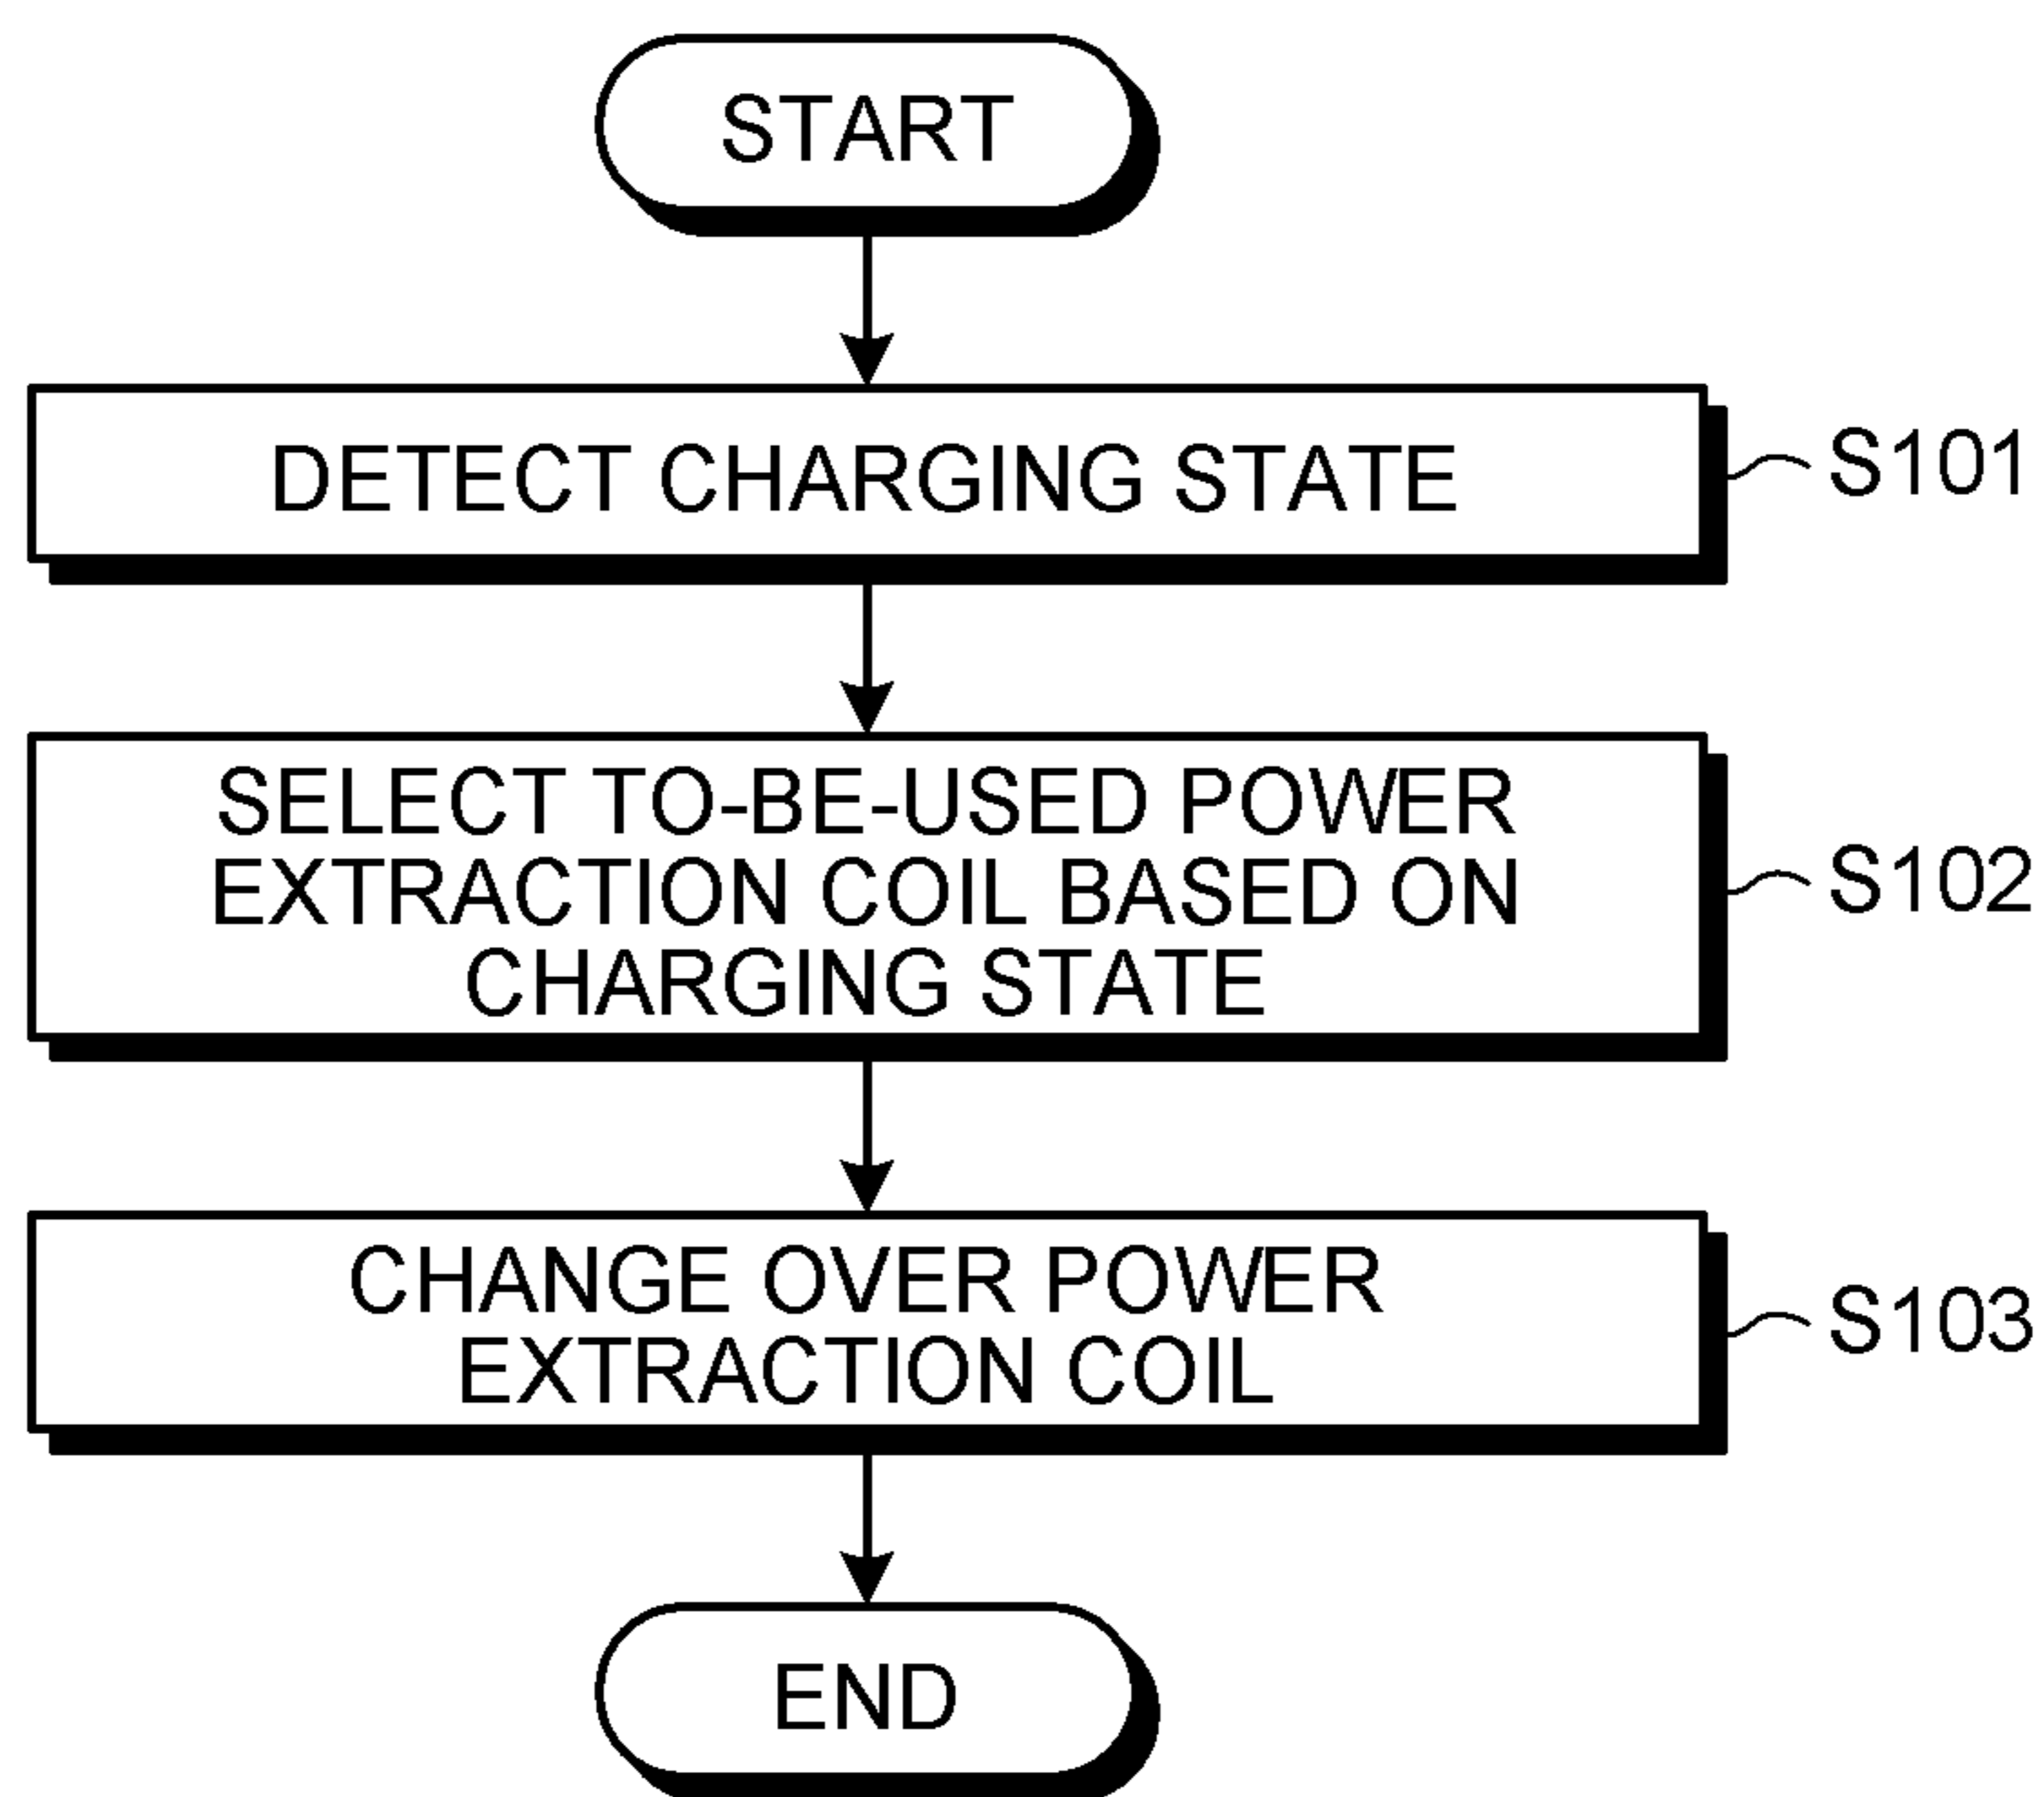 START
DETECT CHARGING STATE
S101
SELECT TO-BE-USED POWER
EXTRACTION COIL BASED ON
CHARGING STATE
S102
CHANGE OVER POWER
EXTRACTION COIL
S103
END